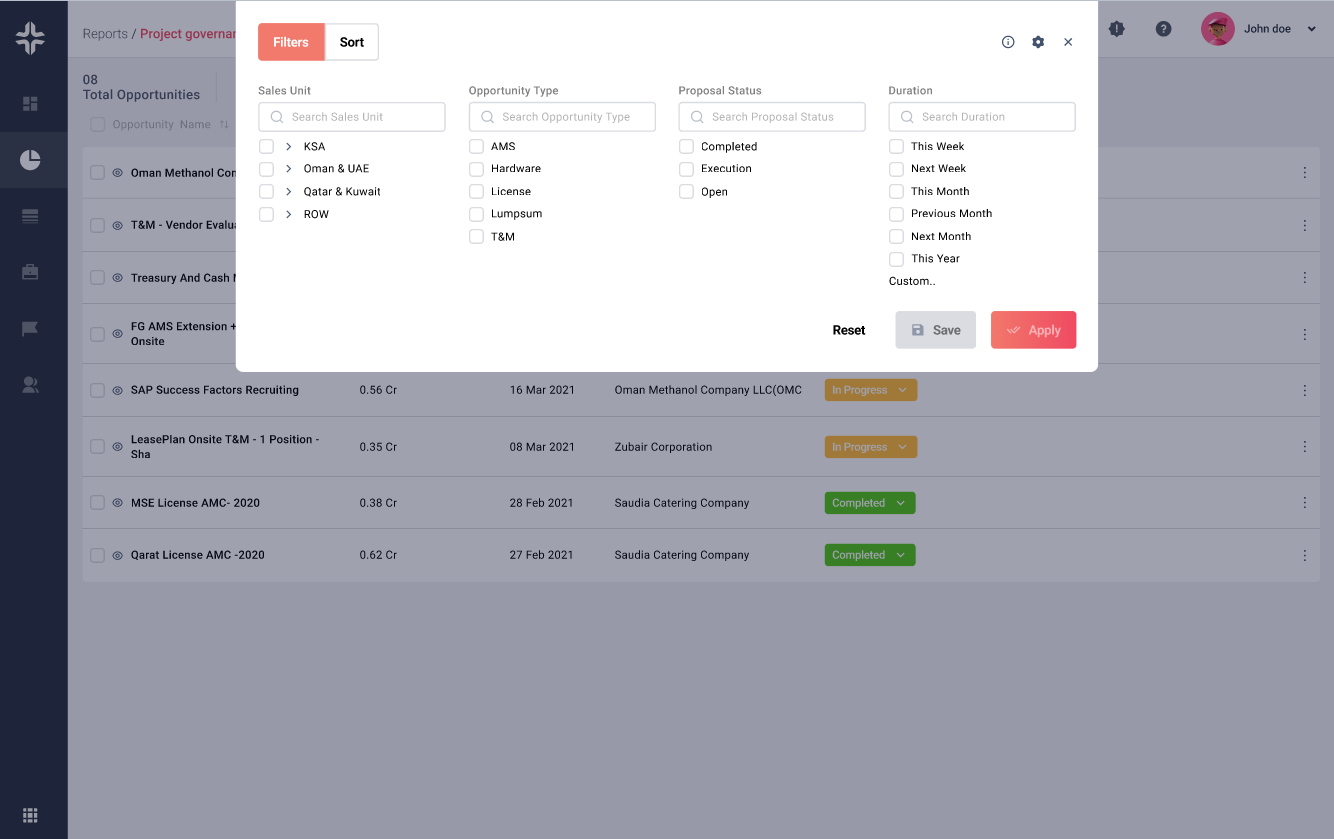 Reports / Project governan
Filters
Sort
John doe
08
Total Opportunities
Opportunity Name
Sales Unit
Opportunity Type
Proposal Status
Duration
Search Sales Unit
Search Opportunity Type
Search Proposal Status
Search Duration
KSA
AMS
Completed
This Week
Oman & UAE
Hardware
Execution
Next Week
Qatar & Kuwait
License
Open
This Month
ROW
Lumpsum
Previous Month
T&M
Next Month
This Year
Custom..
Reset
Save
Apply
Oman Methanol Con
T&M - Vendor Evalua
Treasury And Cash M
FG AMS Extension +
Onsite
SAP Success Factors Recruiting
0.56 Cr
16 Mar 2021
Oman Methanol Company LLC(OMC
In Progress
LeasePlan Onsite T&M - 1 Position -
Sha
0.35 Cr
08 Mar 2021
Zubair Corporation
In Progress
MSE License AMC- 2020
0.38 Cr
28 Feb 2021
Saudia Catering Company
Completed
Qarat License AMC -2020
0.62 Cr
27 Feb 2021
Saudia Catering Company
Completed